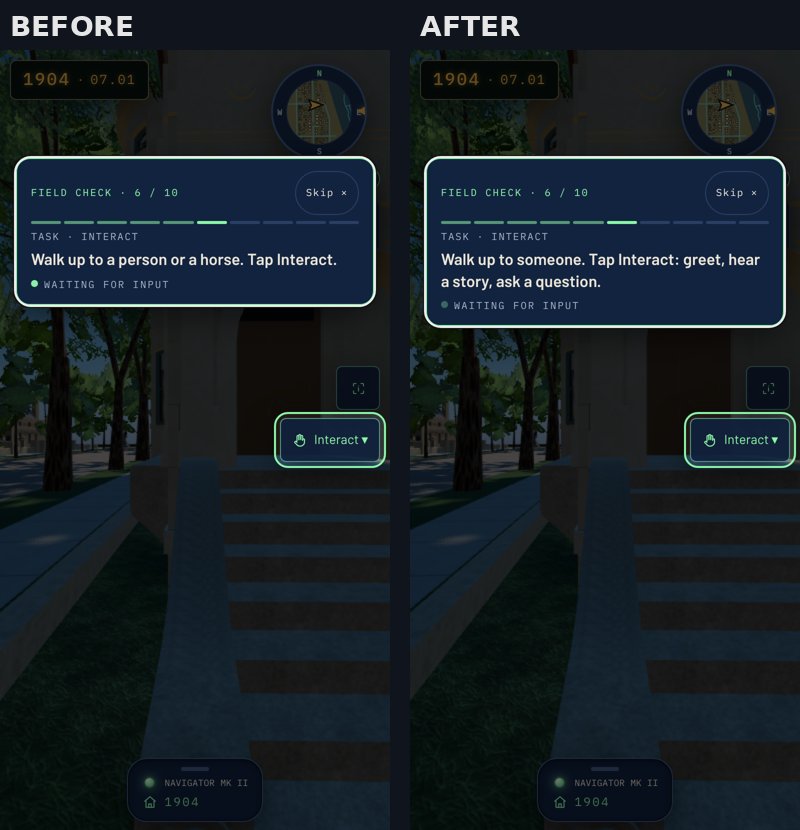 BEFORE
1904 · 07.01
N
W
S
FIELD CHECK · 6 / 10
Skip ×
TASK · INTERACT
Walk up to a person or a horse. Tap Interact.
WAITING FOR INPUT
Interact ▾
NAVIGATOR MK II
1904
AFTER
1904 · 07.01
N
W
S
FIELD CHECK · 6 / 10
Skip ×
TASK · INTERACT
Walk up to someone. Tap Interact: greet, hear
a story, ask a question.
WAITING FOR INPUT
Interact ▾
NAVIGATOR MK II
1904